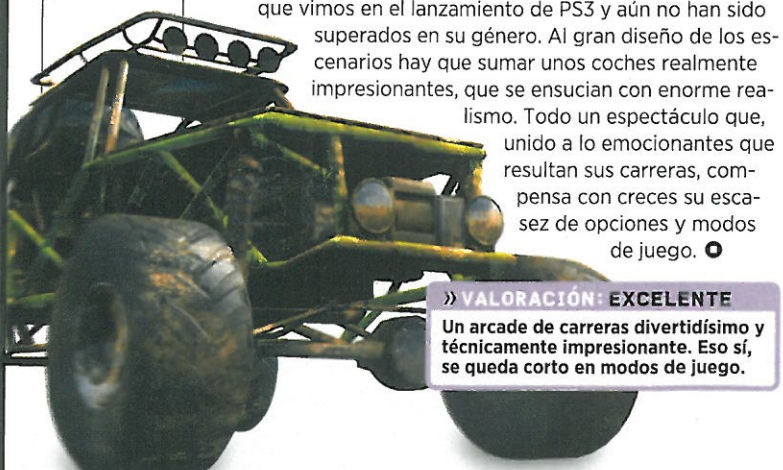 que vimos en el lanzamiento de PS3 y aún no han sido
superados en su género. Al gran diseño de los es-
cenarios hay que sumar unos coches realmente
impresionantes, que se ensucian con enorme rea-
lismo. Todo un espectáculo que,
unido a lo emocionantes que
resultan sus carreras, com-
pensa con creces su esca-
sez de opciones y modos
de juego.
» VALORACIÓN: EXCELENTE
Un arcade de carreras divertidísimo y
técnicamente impresionante. Eso sí,
se queda corto en modos de juego.